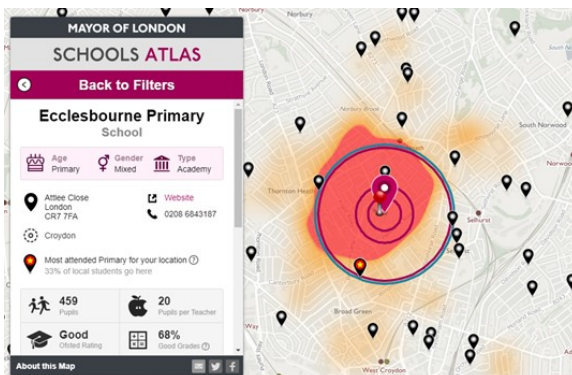 MAYOR OF LONDON
SCHOOLS ATLAS
Back to Filters
Ecclesbourne Primary
School
Age
Primary
Gender
Mixed
Type
Academy
Attlee Close
London
CR7 7FA
Website
0208 6843187
Croydon
Most attended Primary for your location
33% of local students go here
459
Pupils
20
Pupils per Teacher
Good
Ofsted Rating
68%
Good Grades
About this Map
Norbury Brook
South Norwood
Thornton Heath
Selhurst
Broad Green
West Croydon
Way